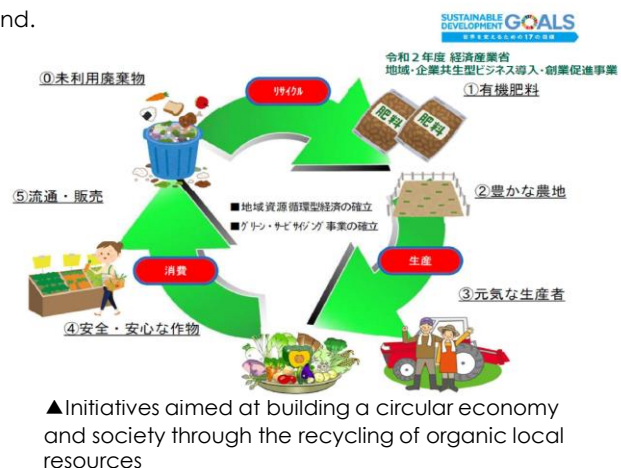 nd.
SUSTAINABLE DEVELOPMENT GOALS
世界を変えるための17の目標
令和2年度 経済産業省
地域・企業共生型ビジネス導入・創業促進事業
⓪未利用廃棄物
リサイクル
①有機肥料
肥料
肥料
⑤流通・販売
②豊かな農地
■地域資源循環型経済の確立
■グリーン・サービサイジング事業の確立
消費
生産
③元気な生産者
④安全・安心な作物
▲Initiatives aimed at building a circular economy
and society through the recycling of organic local
resources